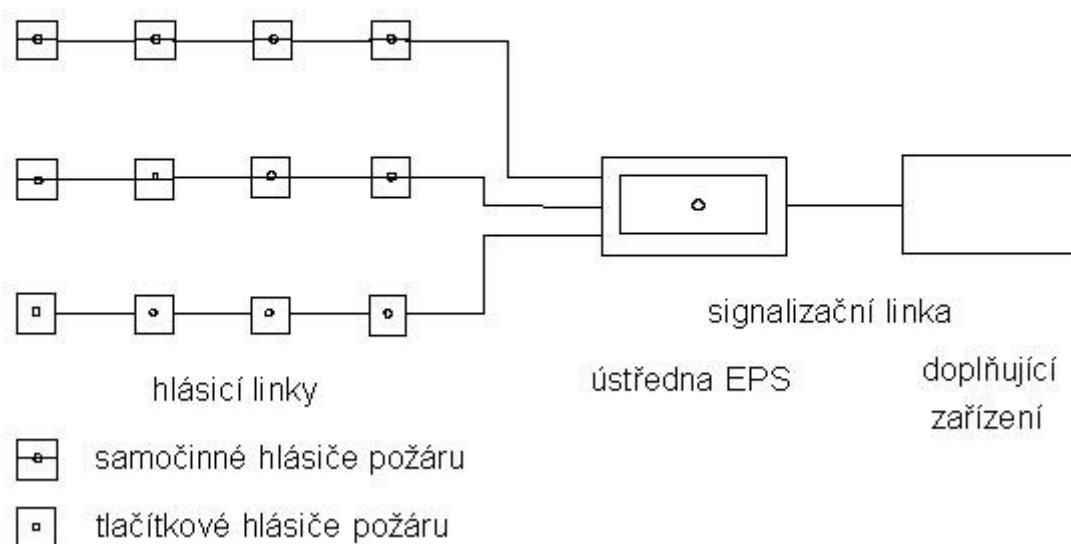 signalizační linka
hlásicí linky
ústředna EPS
doplňující
zařízení
samočinné hlásiče požáru
tlačítkové hlásiče požáru